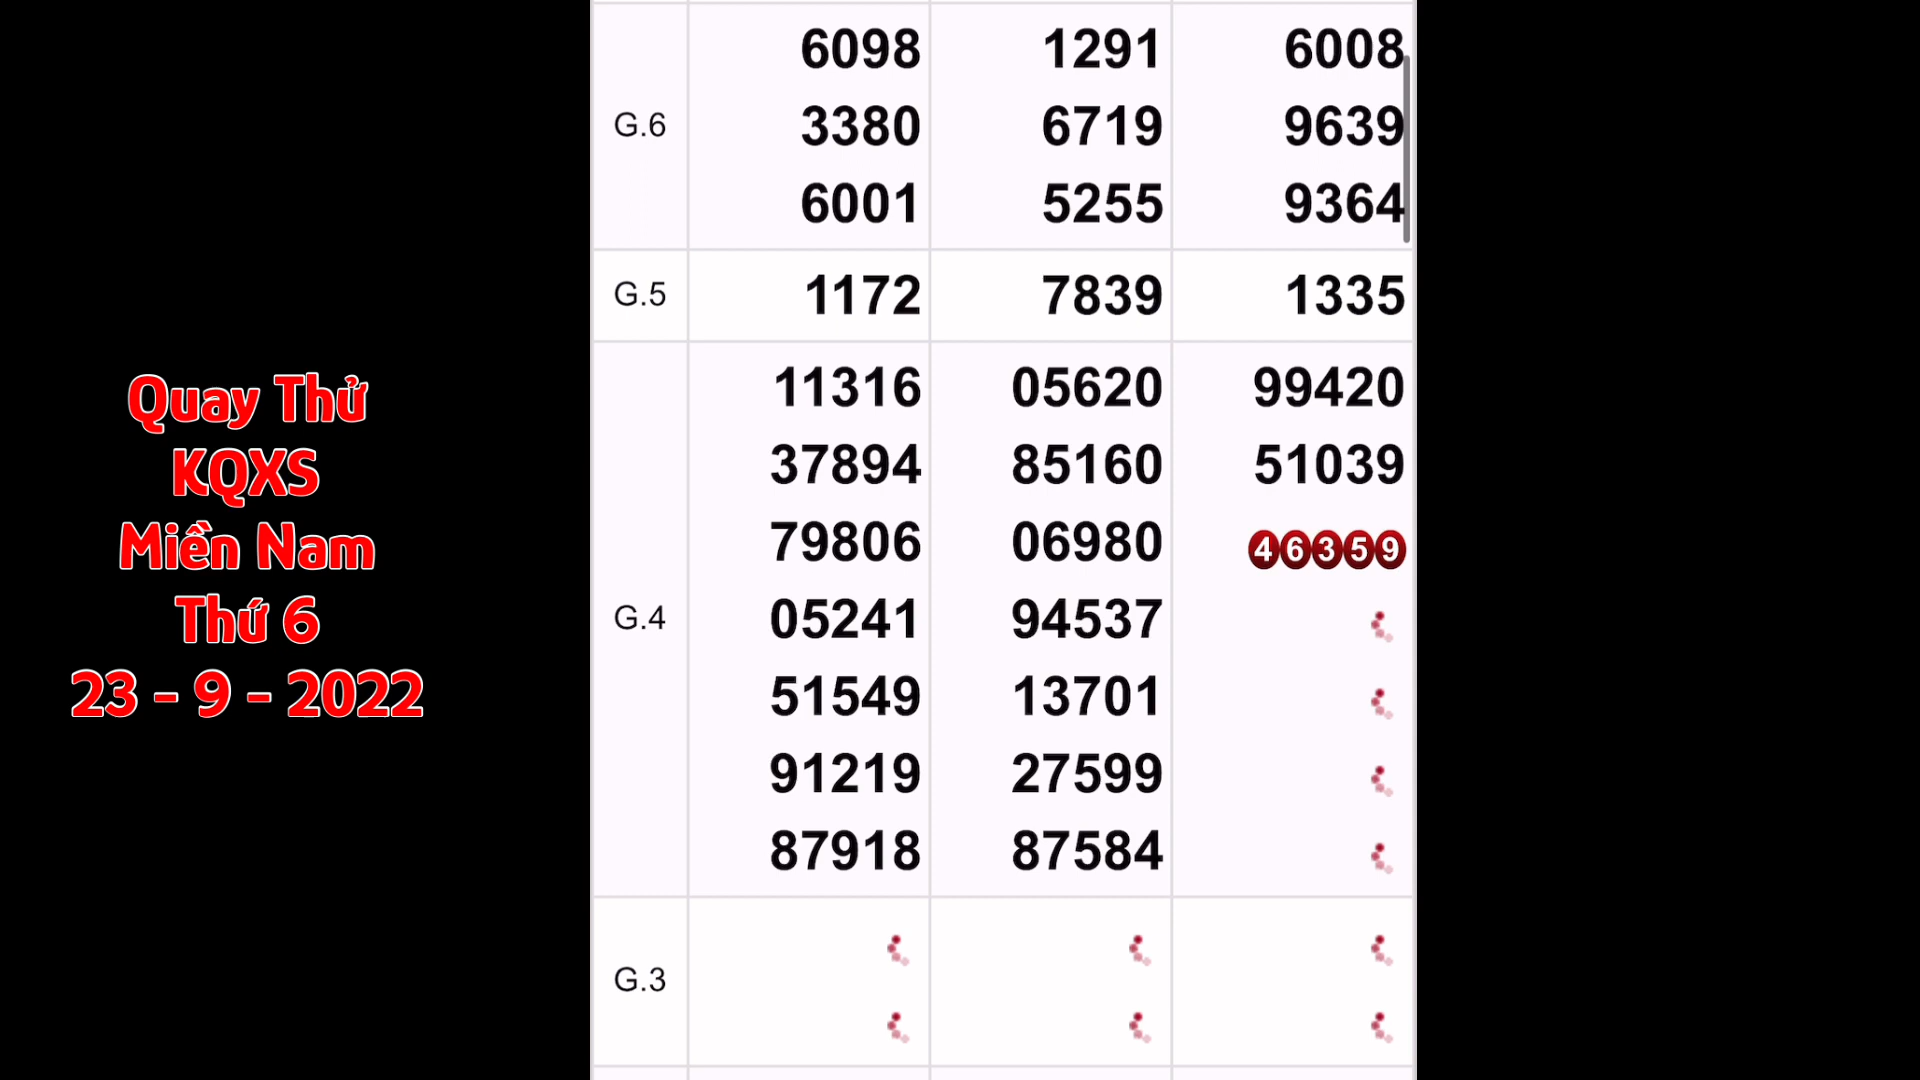 Quay Thử
KQXS
Miền Nam
Thứ 6
23 - 9 - 2022
G.6
6098 1291 6008
3380 6719 9639
6001 5255 9364
G.5
1172 7839 1335
G.4
11316 05620 99420
37894 85160 51039
79806 06980 46359
05241 94537
51549 13701
91219 27599
87918 87584
G.3